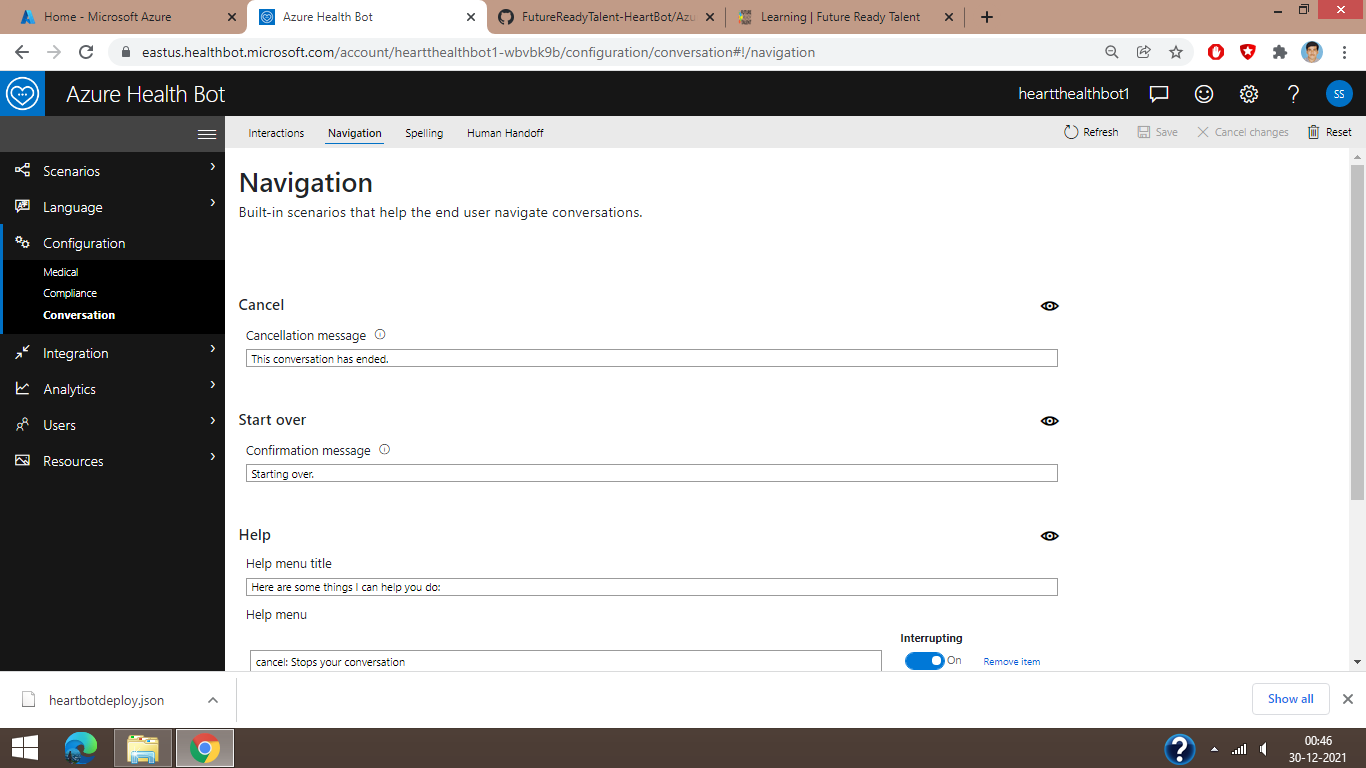 Home - Microsoft Azure
Azure Health Bot
FutureReadyTalent-HeartBot/Azu
Learning | Future Ready Talent
eastus.healthbot.microsoft.com/account/heartthealthbot1-wbvbk9b/configuration/conversation#!/navigation
Azure Health Bot
heartthealthbot1
SS
Interactions
Navigation
Spelling
Human Handoff
Refresh
Save
Cancel changes
Reset
Scenarios
Language
Configuration
Medical
Compliance
Conversation
Integration
Analytics
Users
Resources
Navigation
Built-in scenarios that help the end user navigate conversations.
Cancel
Cancellation message
This conversation has ended.
Start over
Confirmation message
Starting over.
Help
Help menu title
Here are some things I can help you do:
Help menu
Interrupting
cancel: Stops your conversation
On
Remove item
heartbotdeploy.json
Show all
00:46
30-12-2021